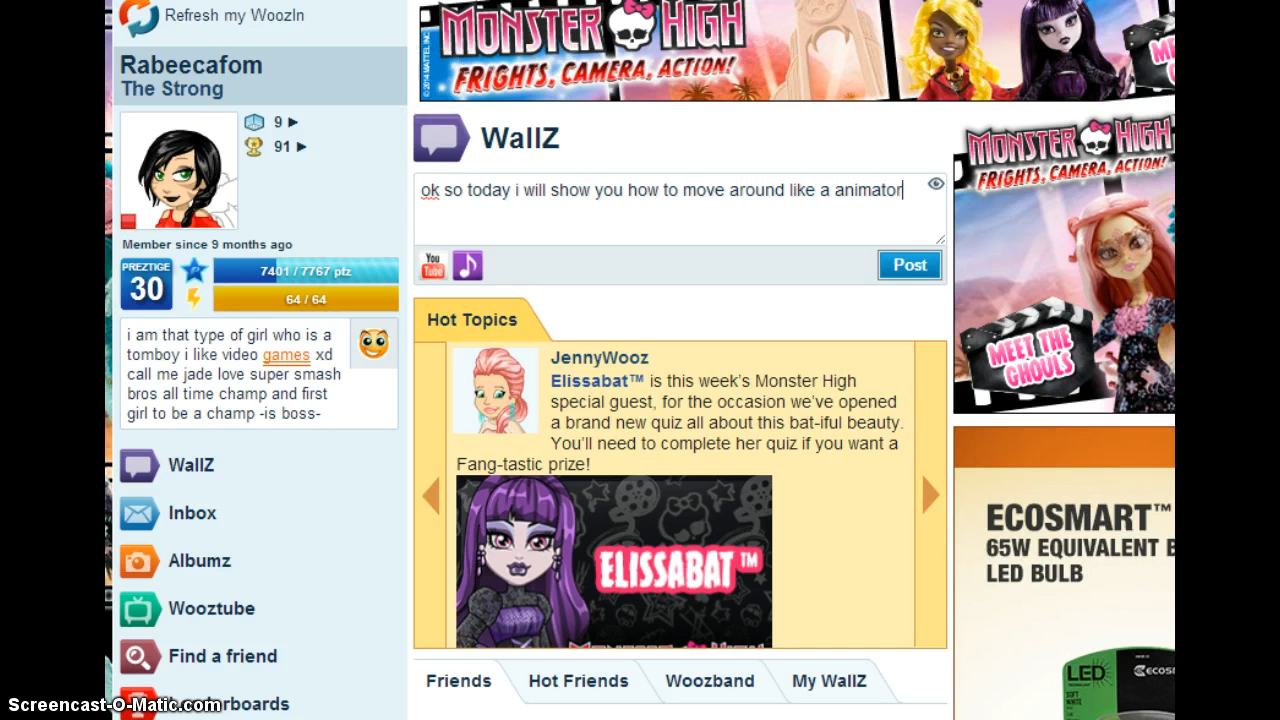 Refresh my WoozIn
Rabeecafom
The Strong
9
91
Member since 9 months ago
PREZTIGE
30
7401 / 7767 ptz
64 / 64
i am that type of girl who is a
tomboy i like video games xd
call me jade love super smash
bros all time champ and first
girl to be a champ -is boss-
WallZ
Inbox
Albumz
Wooztube
Find a friend
MONSTER HIGH
FRIGHTS, CAMERA, ACTION!
© 2014 MATTEL INC
WallZ
ok so today i will show you how to move around like a animator
You
Tube
Post
Hot Topics
JennyWooz
Elissabat™ is this week's Monster High
special guest, for the occasion we've opened
a brand new quiz all about this bat-iful beauty.
You'll need to complete her quiz if you want a
Fang-tastic prize!
ELISSABAT™
Friends
Hot Friends
Woozband
My WallZ
MONSTER HIGH
FRIGHTS, CAMERA, ACTION!
MEET THE
GHOULS
ECOSMART™
65W EQUIVALENT
LED BULB
LED
Screencast-O-Matic.com